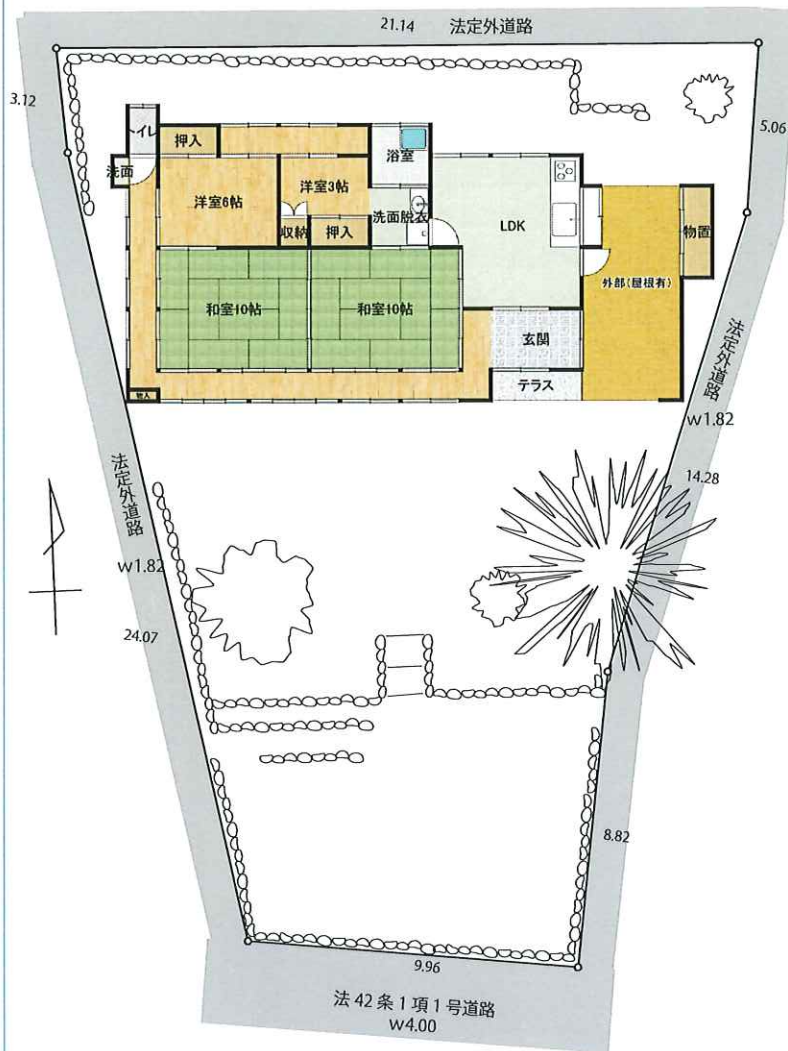 21.14 法定外道路
3.12
5.06
トイレ
押入
浴室
洗面
洋室6帖
洋室3帖
洗面脱衣
LDK
物置
収納
押入
外部(屋根有)
和室10帖
和室10帖
玄関
テラス
物入
法定外道路
w1.82
14.28
法定外道路
w1.82
24.07
8.82
9.96
法42条1項1号道路
w4.00